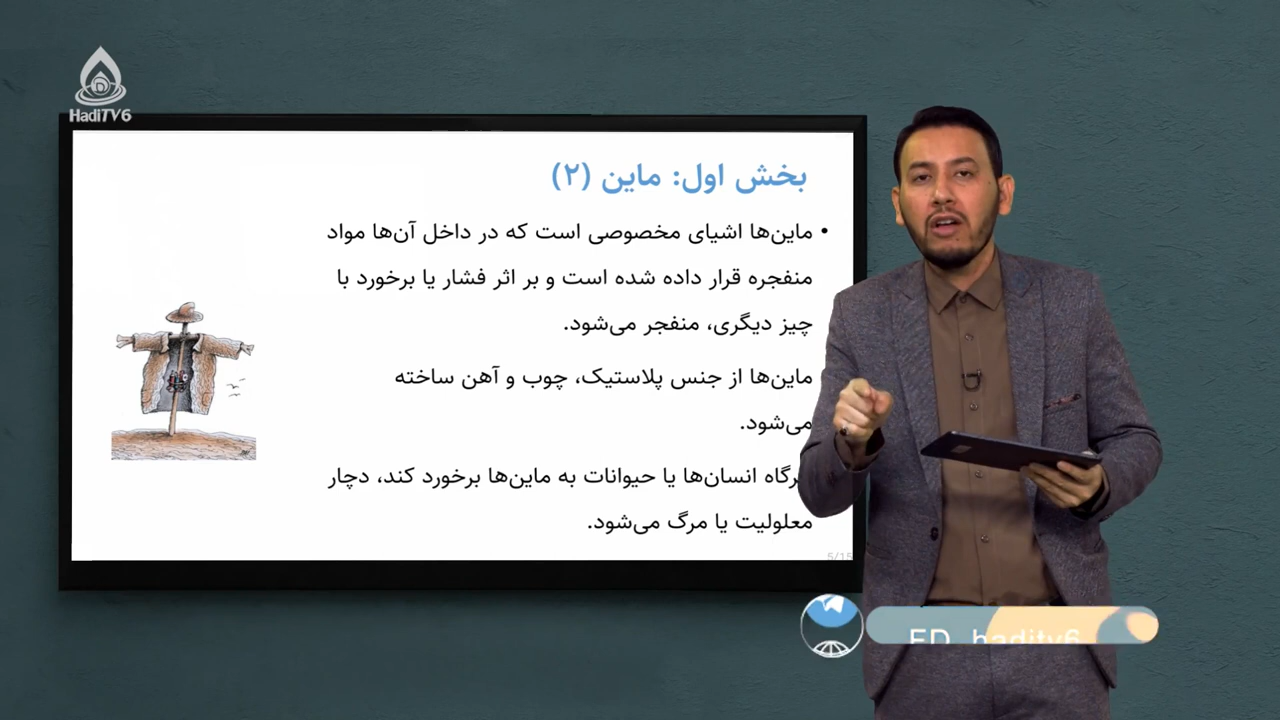 HadiTV6
بخش اول: ماین (۲)
• ماین‌ها اشیای مخصوصی است که در داخل آن‌ها مواد
منفجره قرار داده شده است و بر اثر فشار یا برخورد با
چیز دیگری، منفجر می‌شود.
ماین‌ها از جنس پلاستیک، چوب و آهن ساخته
می‌شود.
انسان‌ها یا حیوانات به ماین‌ها برخورد کند، دچار
معلولیت یا مرگ می‌شود.
5/15
ED_haditv6